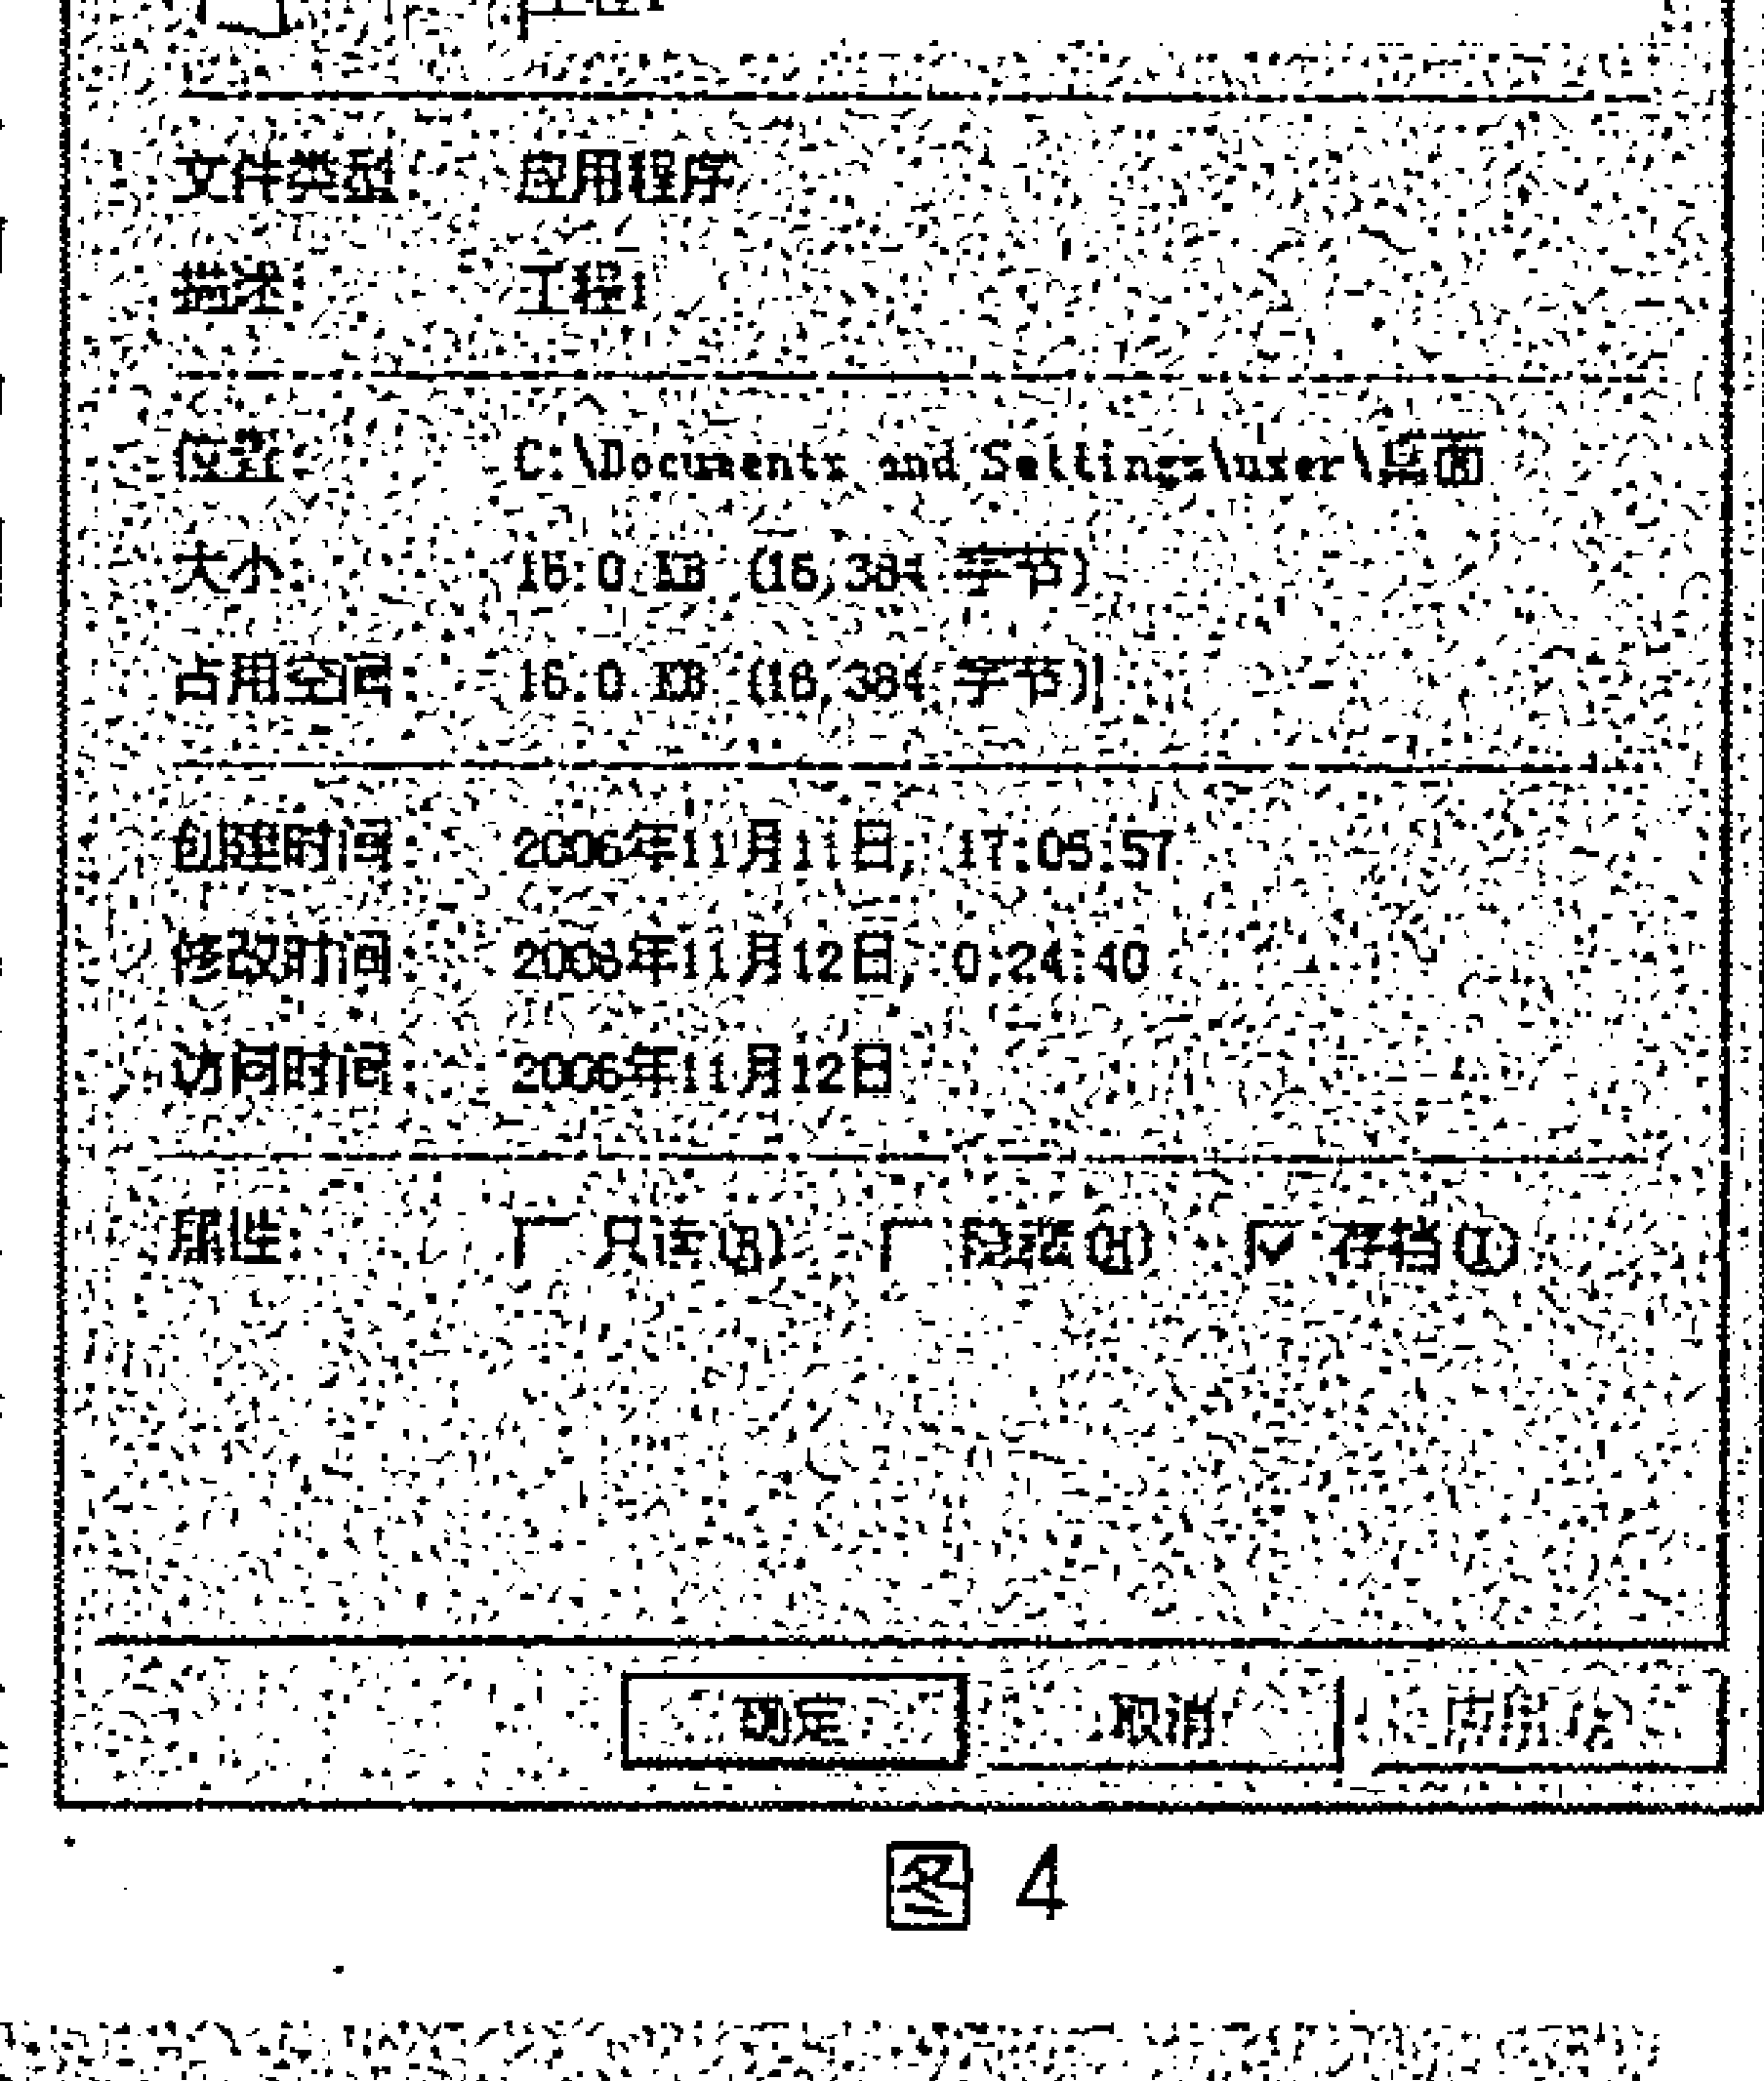 工程1
文件类型: 应用程序
描述: 工程1
位置: C:\Documents and Settings\user\桌面
大小: 16.0 KB (16,384 字节)
占用空间: 16.0 KB (16,384 字节)
创建时间: 2006年11月11日, 17:05:57
修改时间: 2006年11月12日, 0:24:40
访问时间: 2006年11月12日
属性: 只读(R) 隐藏(H) 存档(I)
确定 取消 应用(A)
图 4